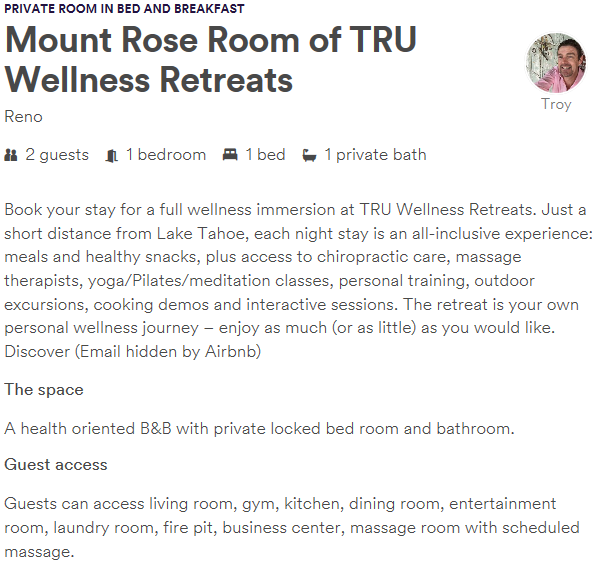 PRIVATE ROOM IN BED AND BREAKFAST
Mount Rose Room of TRU
Wellness Retreats
Troy
Reno
2 guests 1 bedroom 1 bed 1 private bath
Book your stay for a full wellness immersion at TRU Wellness Retreats. Just a
short distance from Lake Tahoe, each night stay is an all-inclusive experience:
meals and healthy snacks, plus access to chiropractic care, massage
therapists, yoga/Pilates/meditation classes, personal training, outdoor
excursions, cooking demos and interactive sessions. The retreat is your own
personal wellness journey – enjoy as much (or as little) as you would like.
Discover (Email hidden by Airbnb)
The space
A health oriented B&B with private locked bed room and bathroom.
Guest access
Guests can access living room, gym, kitchen, dining room, entertainment
room, laundry room, fire pit, business center, massage room with scheduled
massage.